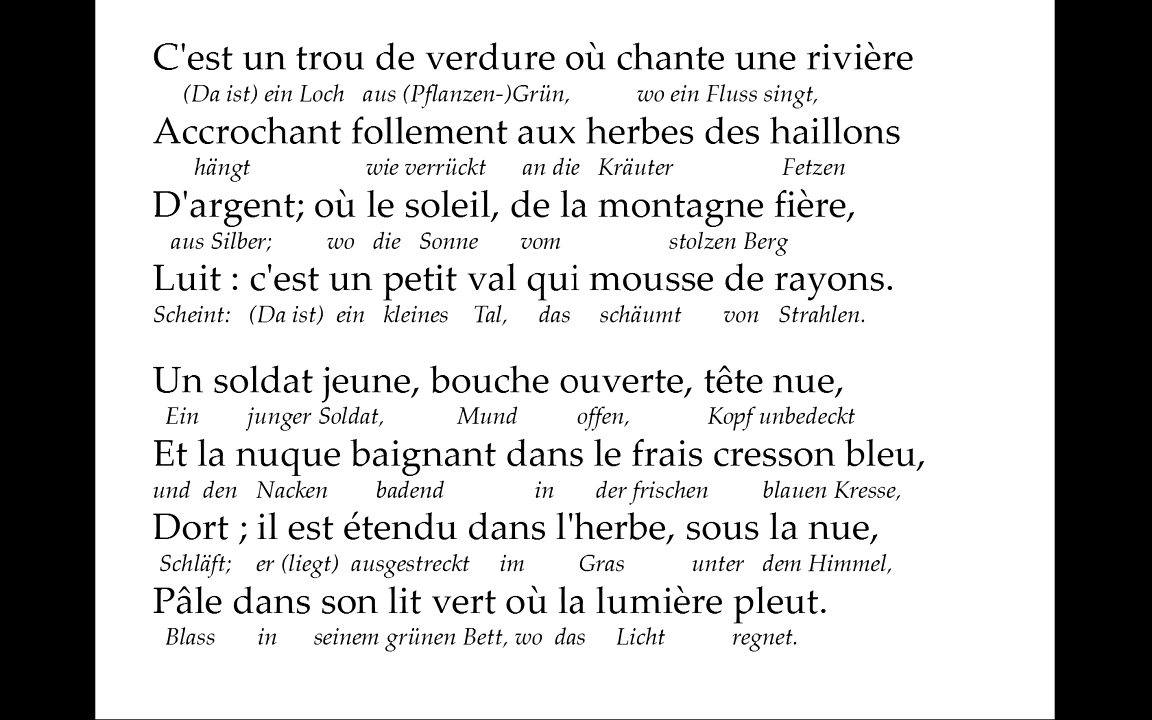 C'est un trou de verdure où chante une rivière
(Da ist) ein Loch aus (Pflanzen-)Grün, wo ein Fluss singt,
Accrochant follement aux herbes des haillons
hängt wie verrückt an die Kräuter Fetzen
D'argent; où le soleil, de la montagne fière,
aus Silber; wo die Sonne vom stolzen Berg
Luit : c'est un petit val qui mousse de rayons.
Scheint: (Da ist) ein kleines Tal, das schäumt von Strahlen.
Un soldat jeune, bouche ouverte, tête nue,
Ein junger Soldat, Mund offen, Kopf unbedeckt
Et la nuque baignant dans le frais cresson bleu,
und den Nacken badend in der frischen blauen Kresse,
Dort ; il est étendu dans l'herbe, sous la nue,
Schläft; er (liegt) ausgestreckt im Gras unter dem Himmel,
Pâle dans son lit vert où la lumière pleut.
Blass in seinem grünen Bett, wo das Licht regnet.